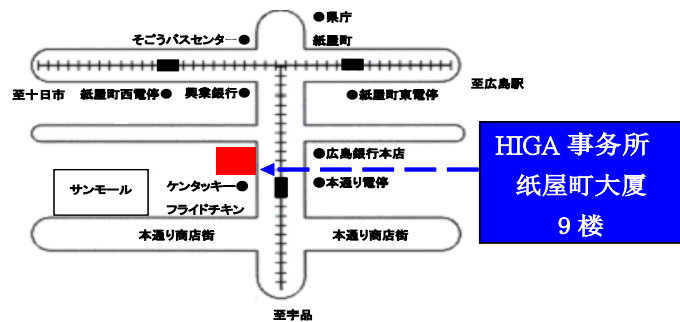 ●県庁
そごうバスセンター●
紙屋町
至広島駅
至十日市
紙屋町西電停●
興業銀行●
●紙屋町東電停
●広島銀行本店
HIGA 事务所
紙屋町大厦
9 楼
サンモール
ケンタッキー●
フライドチキン
●本通り電停
本通り商店街
本通り商店街
至宇品